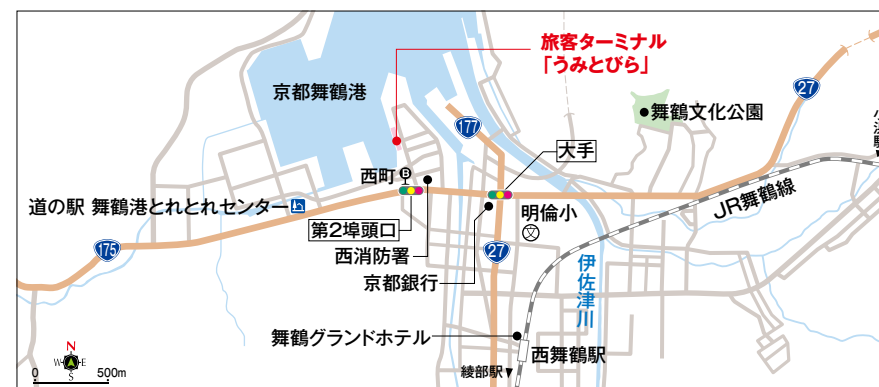 旅客ターミナル
「うみとびら」
京都舞鶴港
27
177
舞鶴文化公園
小浜駅
大手
西町
B
道の駅 舞鶴港とれとれセンター
明倫小
文
JR舞鶴線
第2埠頭口
175
西消防署
27
京都銀行
伊佐津川
舞鶴グランドホテル
西舞鶴駅
綾部駅
N
W E
S
0 500m